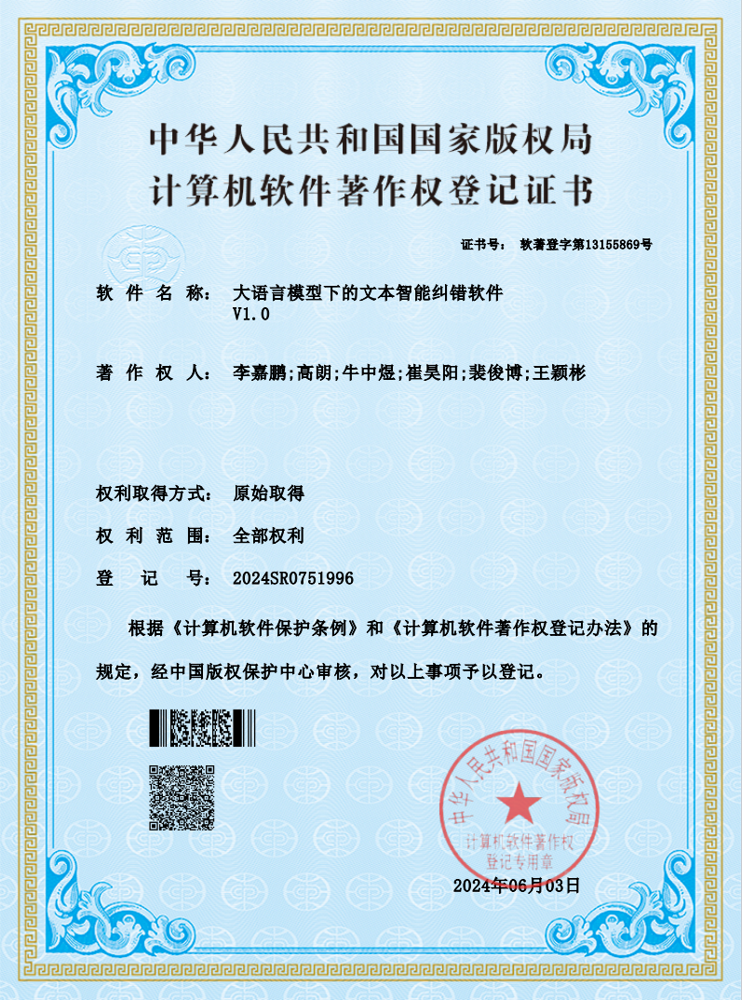 中华人民共和国国家版权局
计算机软件著作权登记证书
证书号： 软著登字第13155869号
软件名称： 大语言模型下的文本智能纠错软件
V1.0
著作权人： 李嘉鹏;高朗;牛中煜;崔昊阳;裴俊博;王颖彬
权利取得方式： 原始取得
权利范围： 全部权利
登记号： 2024SR0751996
根据《计算机软件保护条例》和《计算机软件著作权登记办法》的
规定，经中国版权保护中心审核，对以上事项予以登记。
中华人民共和国国家版权局
计算机软件著作权
登记专用章
2024年06月03日